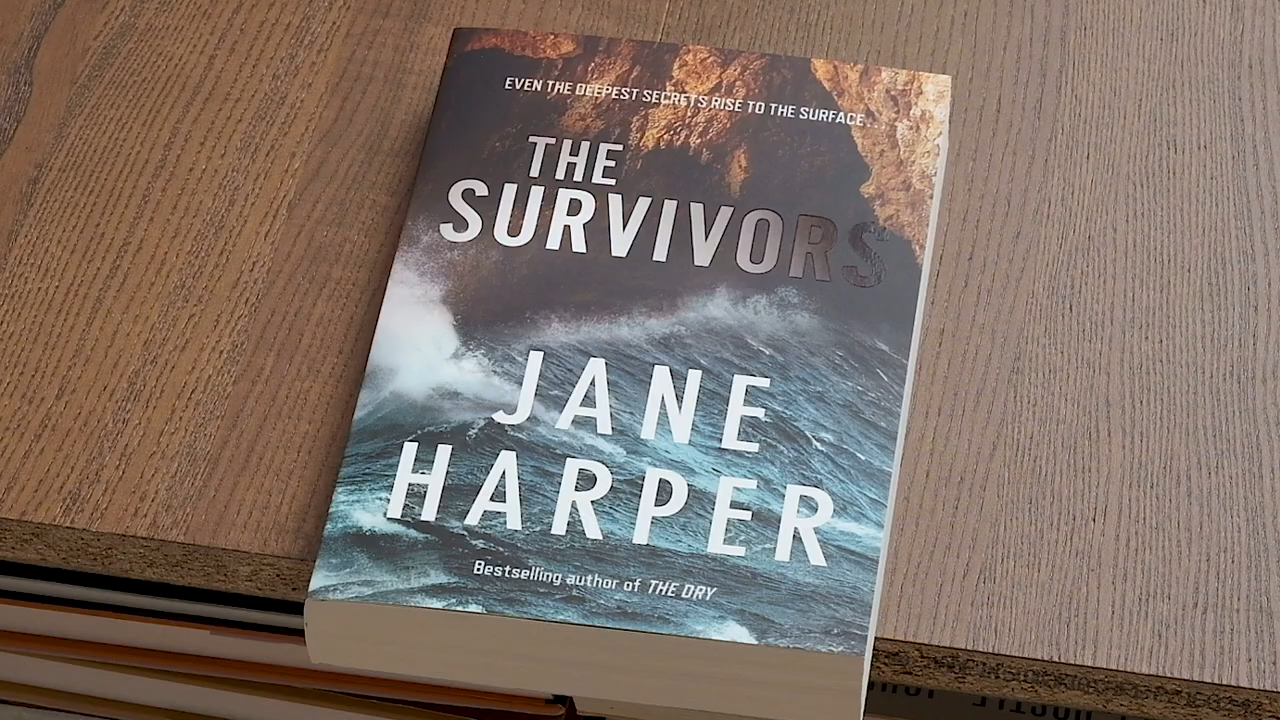 EVEN THE DEEPEST SECRETS RISE TO THE SURFACE...
THE
SURVIVORS
JANE
HARPER
Bestselling author of THE DRY